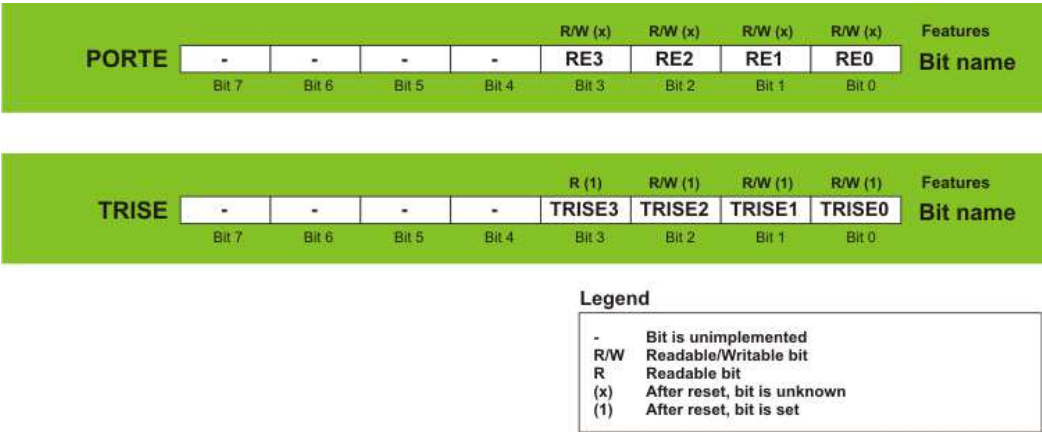 R/W (x) R/W (x) R/W (x) R/W (x) Features
PORTE - - - - RE3 RE2 RE1 RE0 Bit name
Bit 7 Bit 6 Bit 5 Bit 4 Bit 3 Bit 2 Bit 1 Bit 0
R (1) R/W (1) R/W (1) R/W (1) Features
TRISE - - - - TRISE3 TRISE2 TRISE1 TRISE0 Bit name
Bit 7 Bit 6 Bit 5 Bit 4 Bit 3 Bit 2 Bit 1 Bit 0
Legend
- Bit is unimplemented
R/W Readable/Writable bit
R Readable bit
(x) After reset, bit is unknown
(1) After reset, bit is set